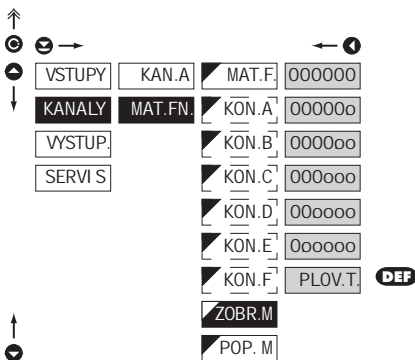 VSTUPY KAN.A MAT.F. 000000
KANALY MAT.FN. KON.A 00000o
VYSTUP. KON.B 0000oo
SERVIS KON.C 000ooo
KON.D 00oooo
KON.E 0ooooo
KON.F PLOV.T. DEF
ZOBR.M
POP. M